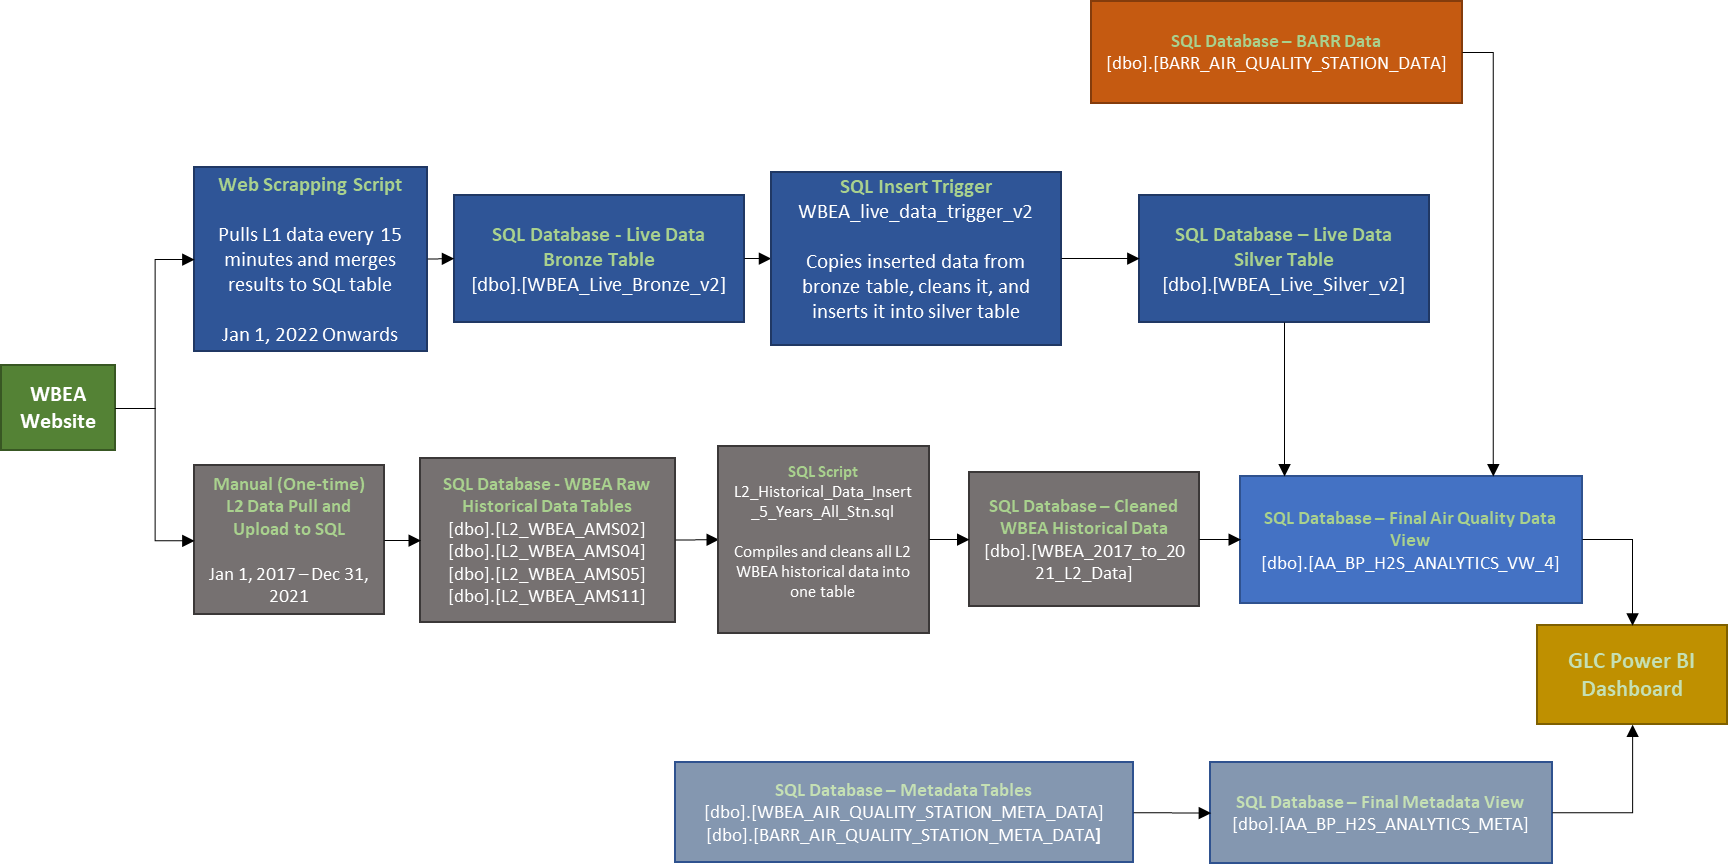 SQL Database – BARR Data
[dbo].[BARR_AIR_QUALITY_STATION_DATA]
Web Scrapping Script
Pulls L1 data every 15
minutes and merges
results to SQL table
Jan 1, 2022 Onwards
SQL Database - Live Data
Bronze Table
[dbo].[WBEA_Live_Bronze_v2]
SQL Insert Trigger
WBEA_live_data_trigger_v2
Copies inserted data from
bronze table, cleans it, and
inserts it into silver table
SQL Database – Live Data
Silver Table
[dbo].[WBEA_Live_Silver_v2]
WBEA
Website
Manual (One-time)
L2 Data Pull and
Upload to SQL
Jan 1, 2017 – Dec 31,
2021
SQL Database - WBEA Raw
Historical Data Tables
[dbo].[L2_WBEA_AMS02]
[dbo].[L2_WBEA_AMS04]
[dbo].[L2_WBEA_AMS05]
[dbo].[L2_WBEA_AMS11]
SQL Script
L2_Historical_Data_Insert
_5_Years_All_Stn.sql
Compiles and cleans all L2
WBEA historical data into
one table
SQL Database – Cleaned
WBEA Historical Data
[dbo].[WBEA_2017_to_20
21_L2_Data]
SQL Database – Final Air Quality Data
View
[dbo].[AA_BP_H2S_ANALYTICS_VW_4]
GLC Power BI
Dashboard
SQL Database – Metadata Tables
[dbo].[WBEA_AIR_QUALITY_STATION_META_DATA]
[dbo].[BARR_AIR_QUALITY_STATION_META_DATA]
SQL Database – Final Metadata View
[dbo].[AA_BP_H2S_ANALYTICS_META]